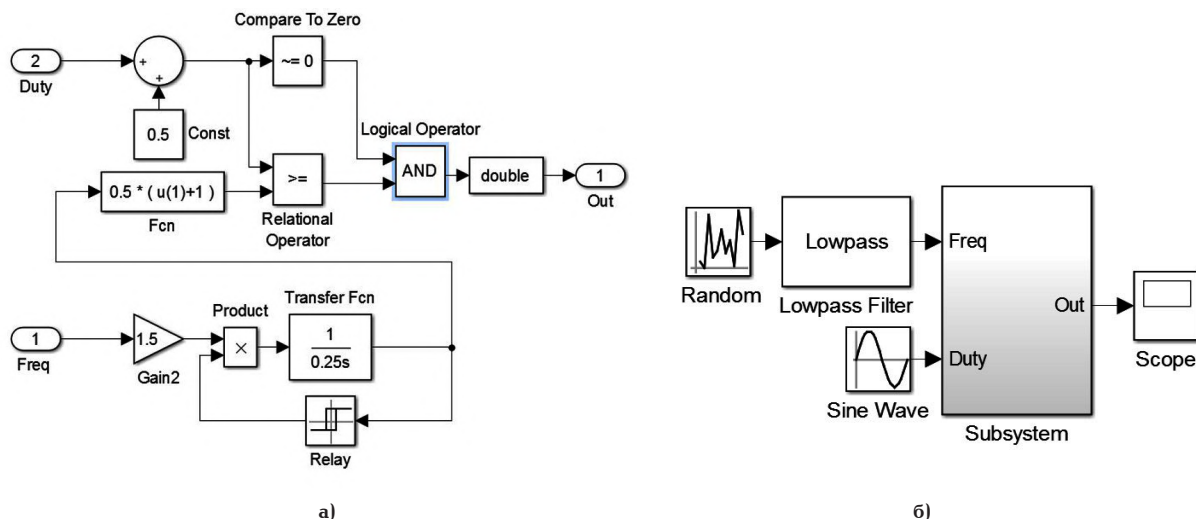 Compare To Zero
2
Duty
+
+
~= 0
0.5
Const
Logical Operator
AND
double
1
Out
0.5 * ( u(1)+1 )
Fcn
>=
Relational
Operator
1
Freq
1.5
Gain2
Product
×
Transfer Fcn
1
0.25s
Relay
а)
Random
Lowpass
Lowpass Filter
Sine Wave
Freq
Duty
Out
Subsystem
Scope
б)